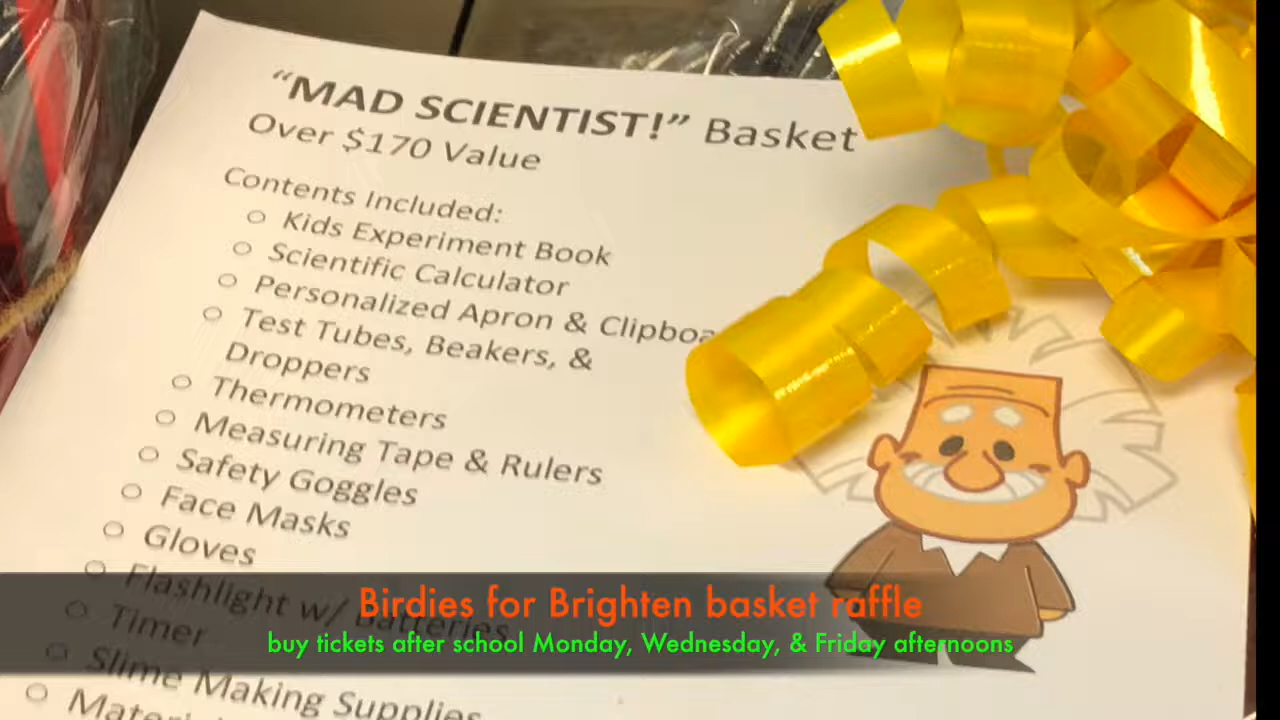 “MAD SCIENTIST!” Basket
Over $170 Value
Contents Included:
○ Kids Experiment Book
○ Scientific Calculator
○ Personalized Apron &
○ Test Tubes, Beakers, &
Droppers
○ Thermometers
○ Measuring Tape & Rulers
○ Safety Goggles
○ Face Masks
○ Gloves
○ Flashlight w/ Batteries
○ Timer
○ Slime Making Supplies
Birdies for Brighten basket raffle
buy tickets after school Monday, Wednesday, & Friday afternoons